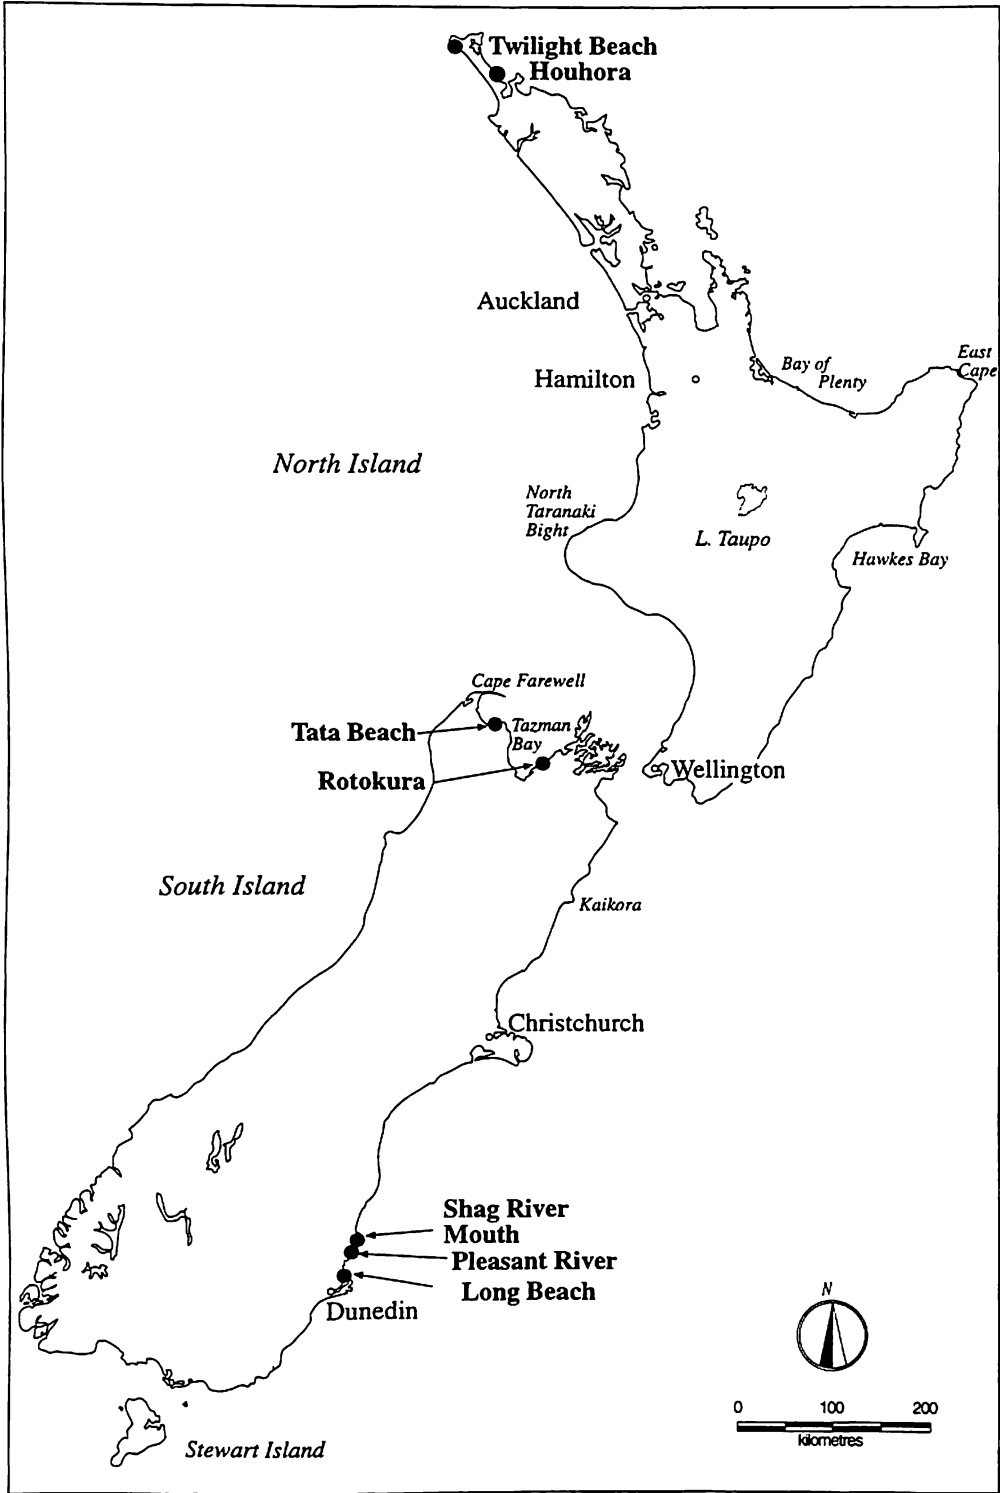 Twilight Beach
Houhora
Auckland
Hamilton
Bay of
Plenty
East
Cape
North Island
North
Taranaki
Bight
L. Taupo
Hawkes Bay
Cape Farewell
Tata Beach
Tazman
Bay
Rotokura
Wellington
South Island
Kaikora
Christchurch
Shag River
Mouth
Pleasant River
Long Beach
Dunedin
N
0 100 200
kilometres
Stewart Island